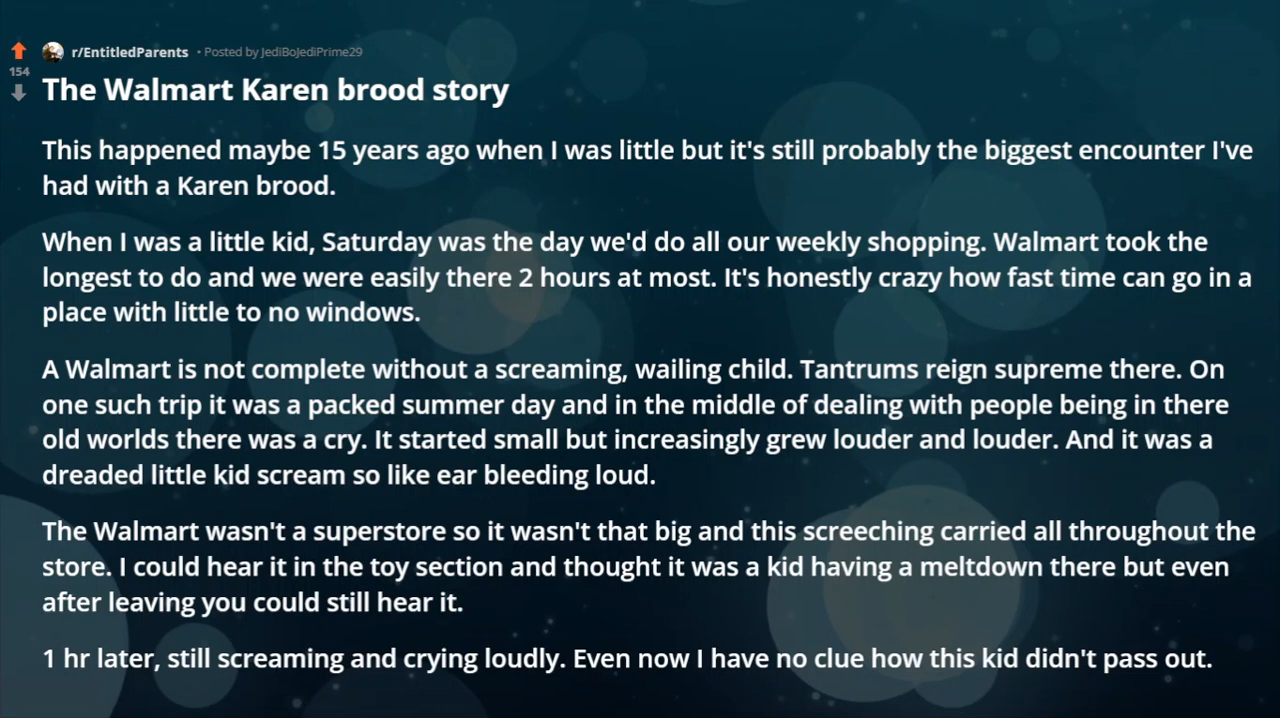 r/EntitledParents • Posted by JediBoJediPrime29
154
The Walmart Karen brood story
This happened maybe 15 years ago when I was little but it's still probably the biggest encounter I've
had with a Karen brood.
When I was a little kid, Saturday was the day we'd do all our weekly shopping. Walmart took the
longest to do and we were easily there 2 hours at most. It's honestly crazy how fast time can go in a
place with little to no windows.
A Walmart is not complete without a screaming, wailing child. Tantrums reign supreme there. On
one such trip it was a packed summer day and in the middle of dealing with people being in there
old worlds there was a cry. It started small but increasingly grew louder and louder. And it was a
dreaded little kid scream so like ear bleeding loud.
The Walmart wasn't a superstore so it wasn't that big and this screeching carried all throughout the
store. I could hear it in the toy section and thought it was a kid having a meltdown there but even
after leaving you could still hear it.
1 hr later, still screaming and crying loudly. Even now I have no clue how this kid didn't pass out.